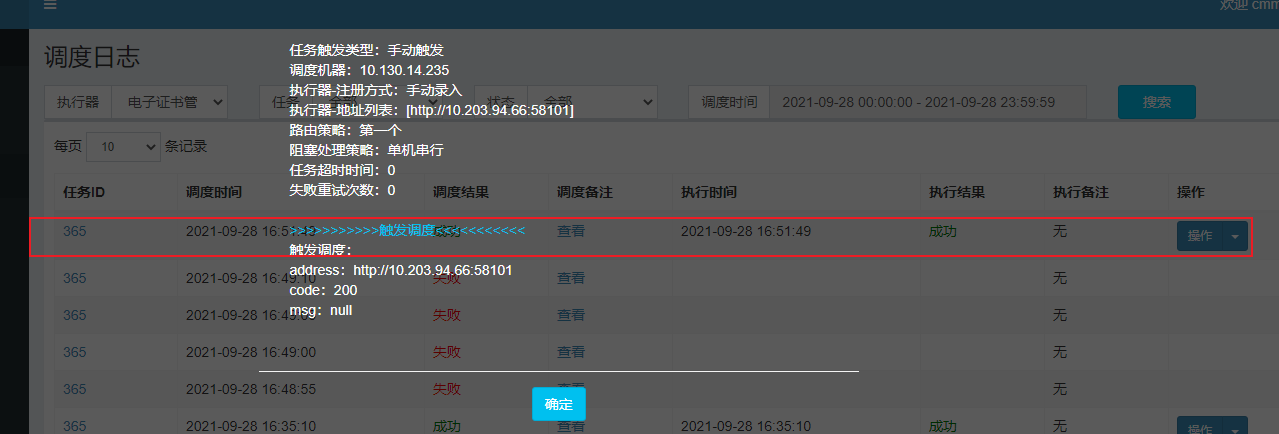 欢迎 cmm
调度日志
执行器 电子证书管 任务 全部 状态 全部 调度时间 2021-09-28 00:00:00 - 2021-09-28 23:59:59 搜索
每页 10 条记录
任务触发类型：手动触发
调度机器：10.130.14.235
执行器-注册方式：手动录入
执行器-地址列表：[http://10.203.94.66:58101]
路由策略：第一个
阻塞处理策略：单机串行
任务超时时间：0
失败重试次数：0
>>>>>>>>>>>触发调度<<<<<<<<<<<
触发调度：
address：http://10.203.94.66:58101
code：200
msg：null
确定
任务ID 调度时间 调度结果 调度备注 执行时间 执行结果 执行备注 操作
365 2021-09-28 16:51:49 成功 查看 2021-09-28 16:51:49 成功 无 操作
365 2021-09-28 16:49:10 失败 查看 无
365 2021-09-28 失败 查看 无
365 2021-09-28 16:49:00 失败 查看 无
365 2021-09-28 16:48:55 失败 查看 无
365 2021-09-28 16:35:10 成功 查看 2021-09-28 16:35:10 成功 无 操作